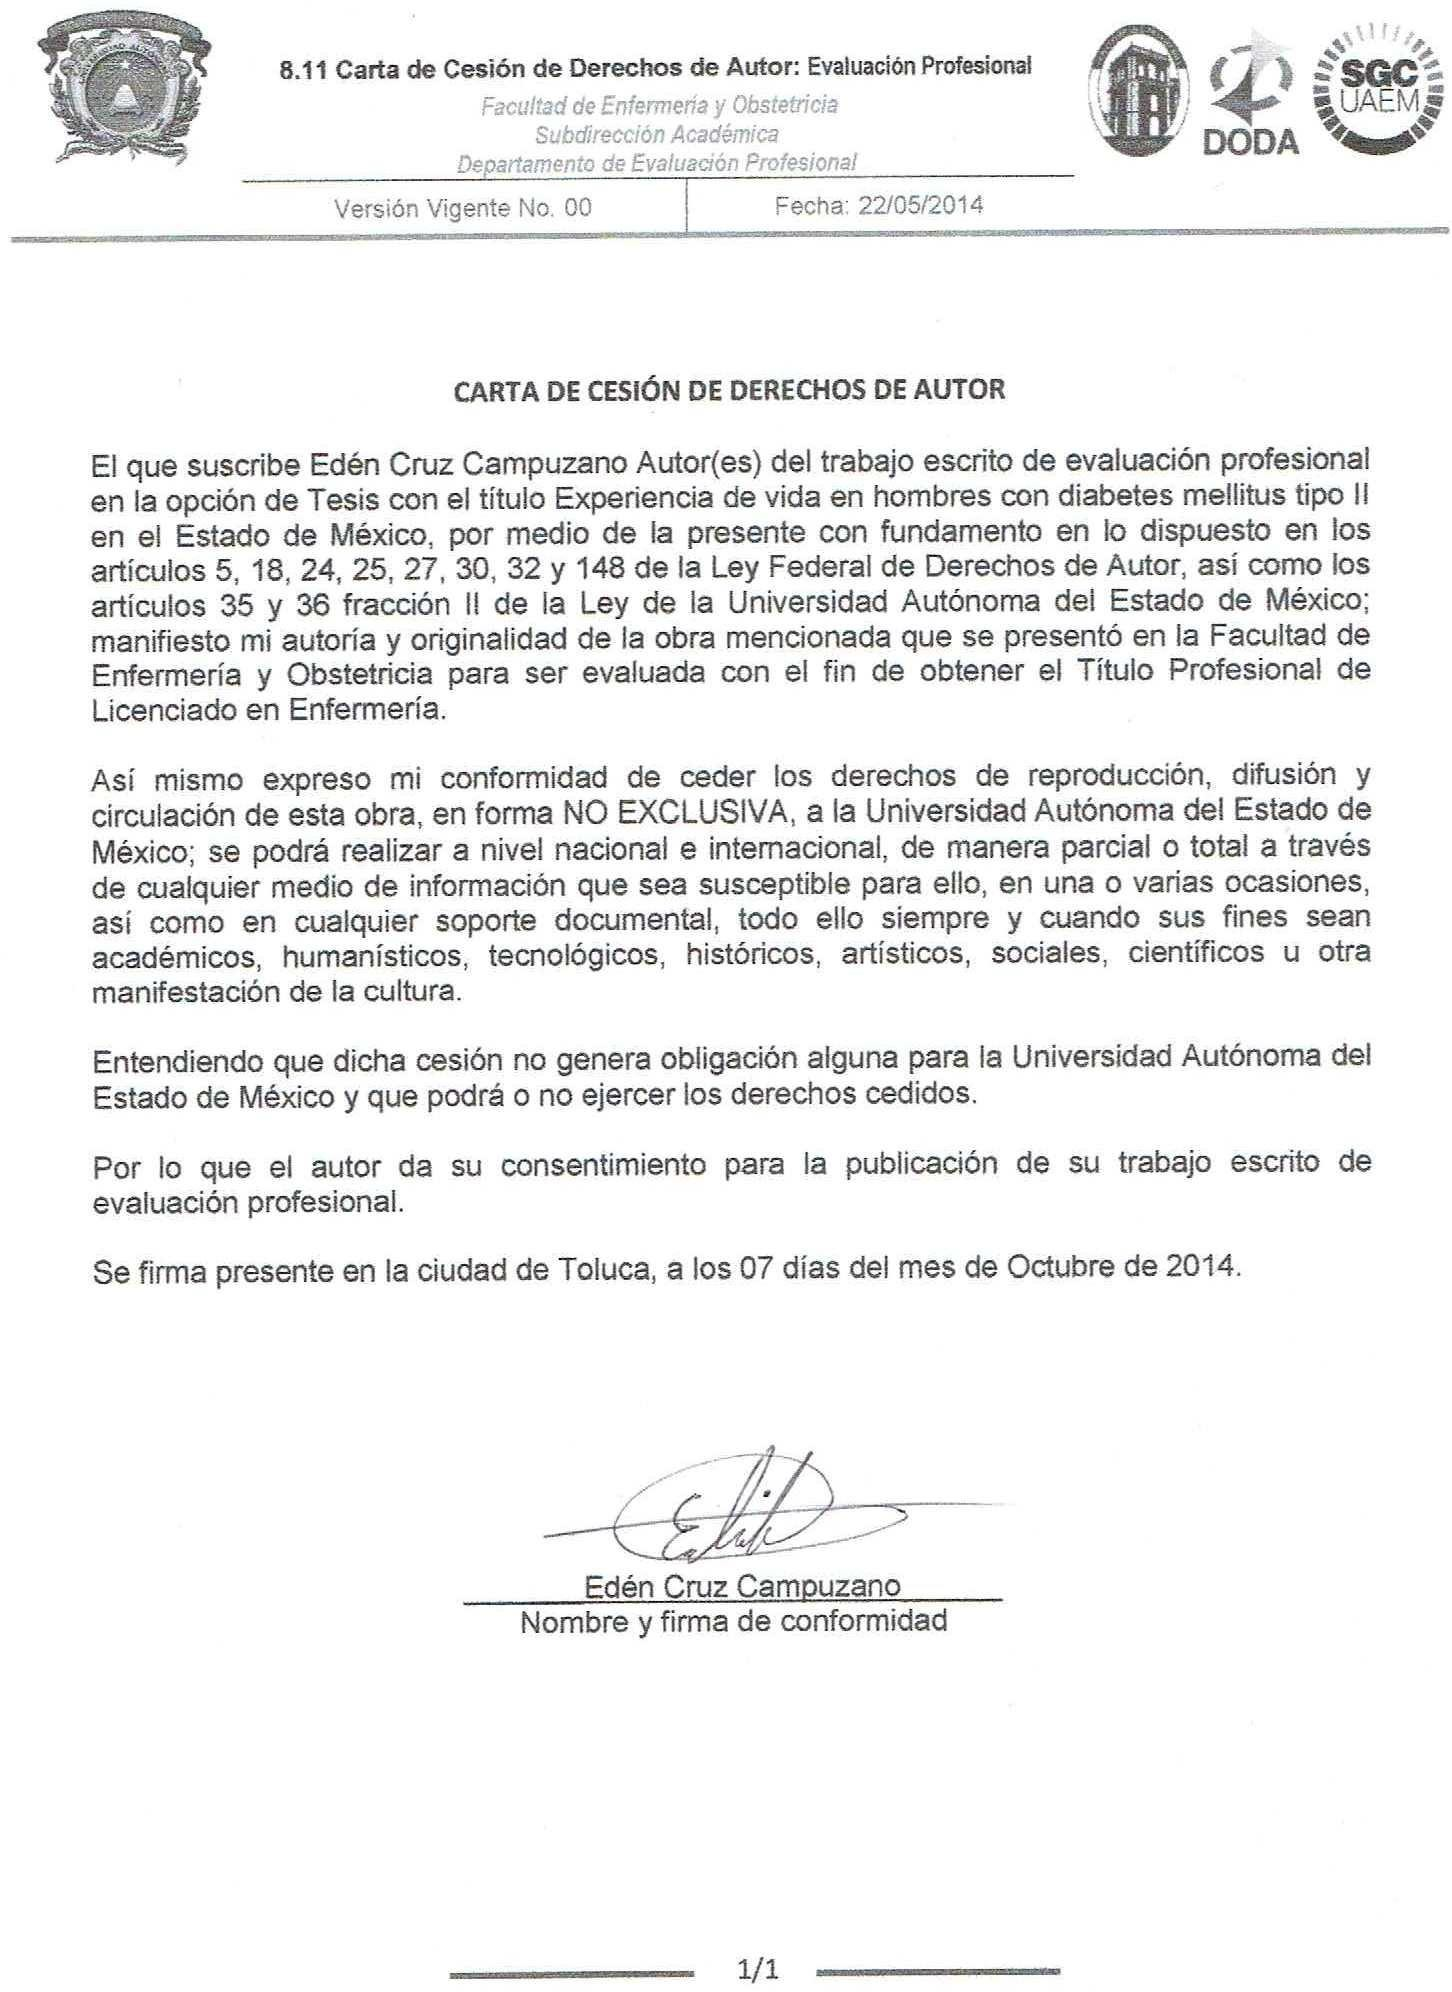 8.11 Carta de Cesión de Derechos de Autor: Evaluación Profesional
Facultad de Enfermería y Obstetricia
Subdirección Académica
Departamento de Evaluación Profesional
DODA
SGC
UAEM
Versión Vigente No. 00
Fecha: 22/05/2014
CARTA DE CESIÓN DE DERECHOS DE AUTOR
El que suscribe Edén Cruz Campuzano Autor(es) del trabajo escrito de evaluación profesional
en la opción de Tesis con el título Experiencia de vida en hombres con diabetes mellitus tipo II
en el Estado de México, por medio de la presente con fundamento en lo dispuesto en los
artículos 5, 18, 24, 25, 27, 30, 32 y 148 de la Ley Federal de Derechos de Autor, así como los
artículos 35 y 36 fracción II de la Ley de la Universidad Autónoma del Estado de México;
manifiesto mi autoría y originalidad de la obra mencionada que se presentó en la Facultad de
Enfermería y Obstetricia para ser evaluada con el fin de obtener el Título Profesional de
Licenciado en Enfermería.
Así mismo expreso mi conformidad de ceder los derechos de reproducción, difusión y
circulación de esta obra, en forma NO EXCLUSIVA, a la Universidad Autónoma del Estado de
México; se podrá realizar a nivel nacional e internacional, de manera parcial o total a través
de cualquier medio de información que sea susceptible para ello, en una o varias ocasiones,
así como en cualquier soporte documental, todo ello siempre y cuando sus fines sean
académicos, humanísticos, tecnológicos, históricos, artísticos, sociales, científicos u otra
manifestación de la cultura.
Entendiendo que dicha cesión no genera obligación alguna para la Universidad Autónoma del
Estado de México y que podrá o no ejercer los derechos cedidos.
Por lo que el autor da su consentimiento para la publicación de su trabajo escrito de
evaluación profesional.
Se firma presente en la ciudad de Toluca, a los 07 días del mes de Octubre de 2014.
Edén Cruz Campuzano
Nombre y firma de conformidad
1/1